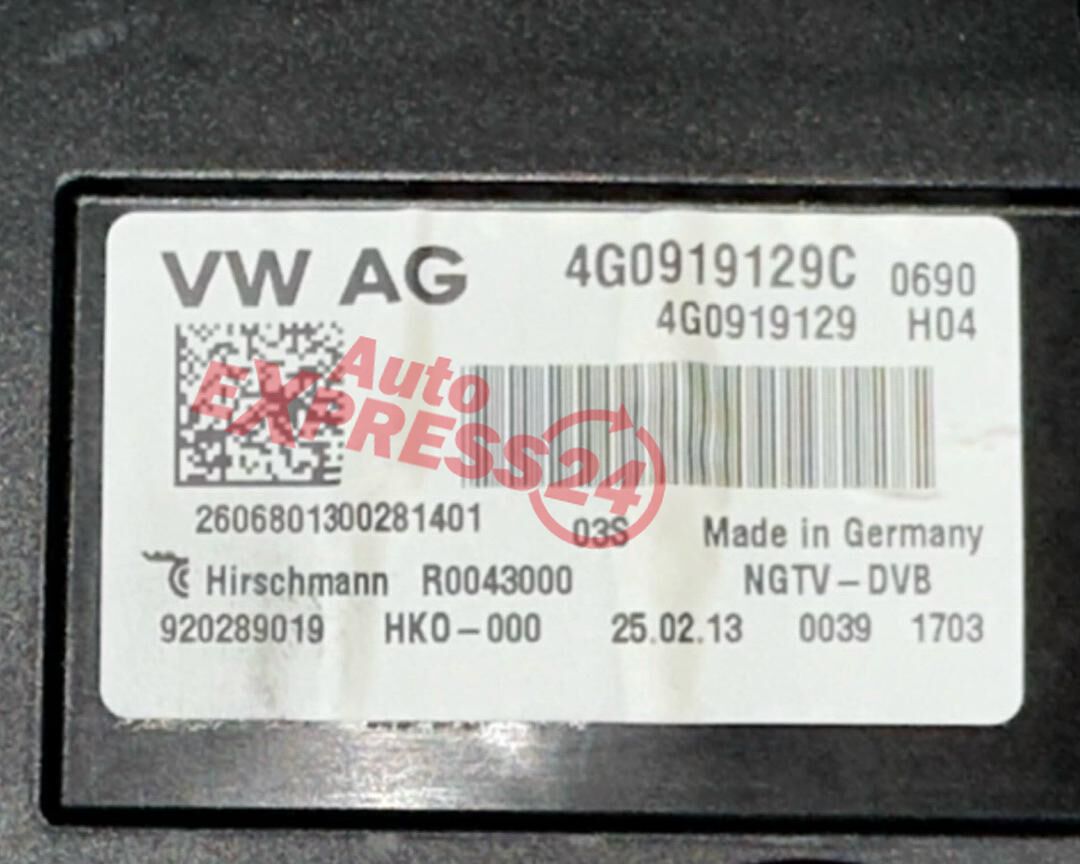 VW AG 4G0919129C 0690
4G0919129 H04
Auto
EXPRESS24
2606801300281401 03S Made in Germany
Hirschmann R0043000 NGTV-DVB
920289019 HKO-000 25.02.13 0039 1703